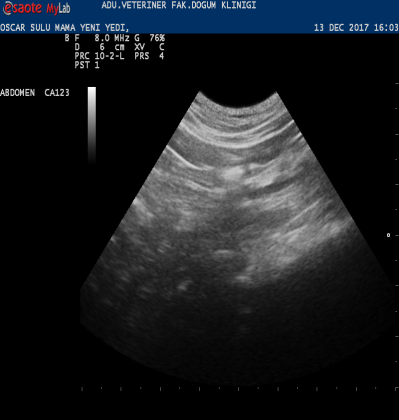 esaote MyLab
ADU.VETERINER FAK.DOGUM KLINIGI
OSCAR SULU MAMA YENI YEDI, 13 DEC 2017 16:03
B F 8.0 MHz G 76%
D 6 cm XV C
PRC 10-2-L PRS 4
PST 1
ABDOMEN CA123